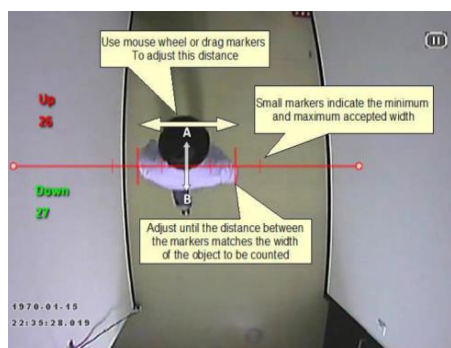 Use mouse wheel or drag markers
To adjust this distance
Up
26
Small markers indicate the minimum
and maximum accepted width
A
B
Down
27
Adjust until the distance between
the markers matches the width
of the object to be counted
1970-01-15
22:35:28.019